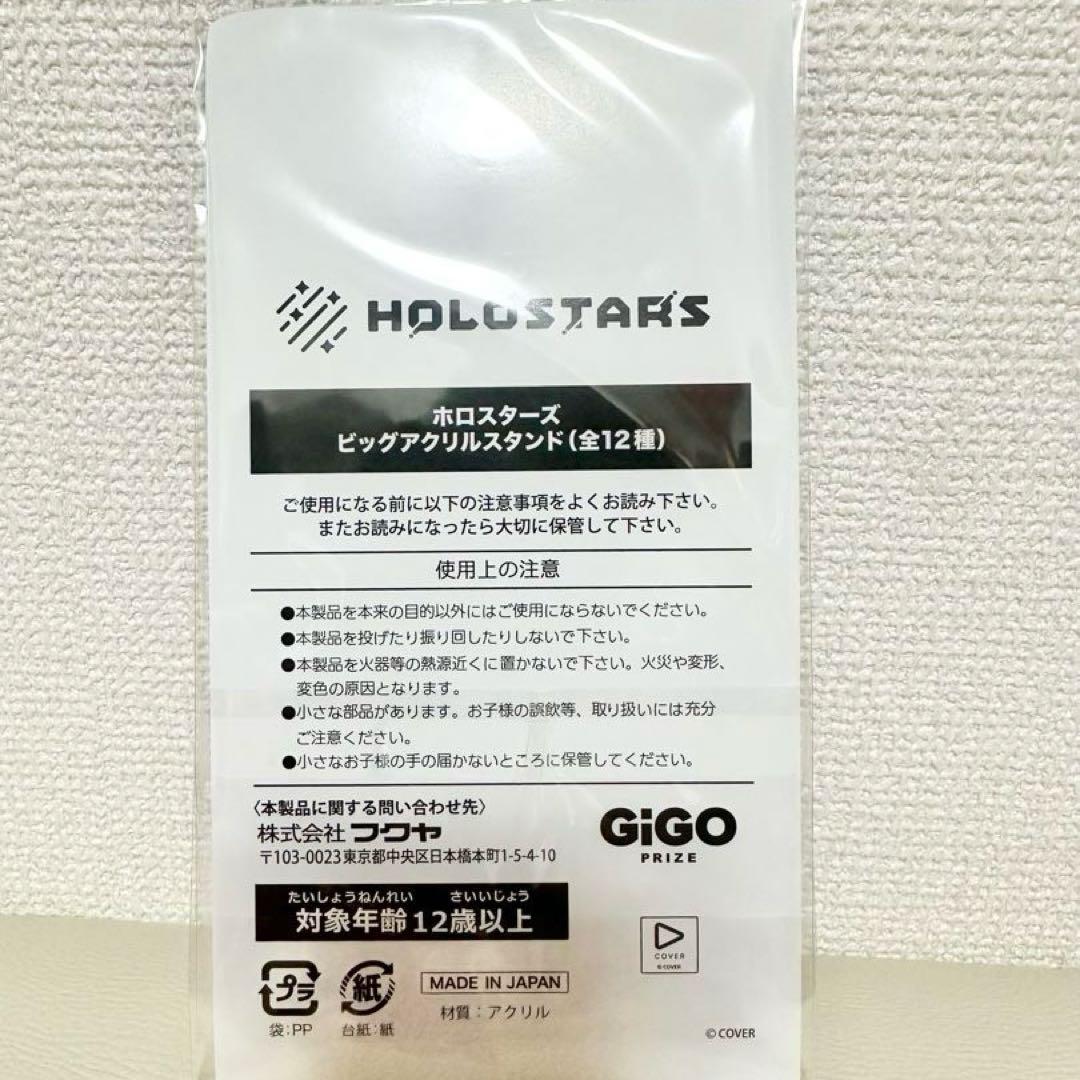 HOLOSTARS
ホロスターズ
ビッグアクリルスタンド(全12種)
ご使用になる前に以下の注意事項をよくお読み下さい。
またお読みになったら大切に保管して下さい。
使用上の注意
●本製品を本来の目的以外にはご使用にならないでください。
●本製品を投げたり振り回したりしないで下さい。
●本製品を火器等の熱源近くに置かないで下さい。火災や変形、
変色の原因となります。
●小さな部品があります。お子様の誤飲等、取り扱いには充分
ご注意ください。
●小さなお子様の手の届かないところに保管してください。
〈本製品に関する問い合わせ先〉
株式会社フクヤ
〒103-0023東京都中央区日本橋本町1-5-4-10
GiGO
PRIZE
たいしょうねんれい さいいじょう
対象年齢12歳以上
COVER
© COVER
プラ
袋:PP
紙
台紙:紙
MADE IN JAPAN
材質:アクリル
© COVER